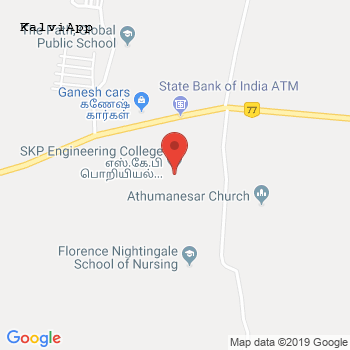 KalviApp
The Path Global
Public School
Ganesh cars
கணேஷ்
கார்கள்
State Bank of India ATM
77
SKP Engineering College
எஸ்.கே.பி
பொறியியல்...
Athumanesar Church
Florence Nightingale
School of Nursing
Google
Map data ©2019 Google